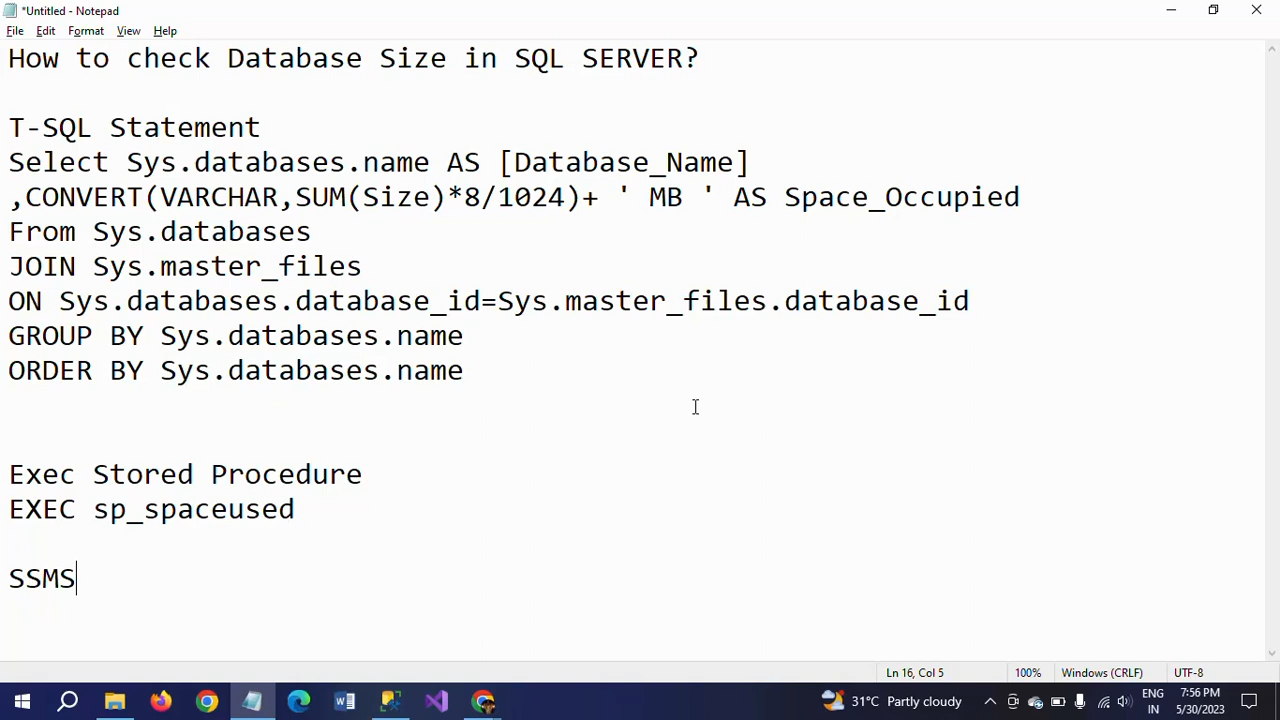 *Untitled - Notepad
File Edit Format View Help
How to check Database Size in SQL SERVER?
T-SQL Statement
Select Sys.databases.name AS [Database_Name]
,CONVERT(VARCHAR,SUM(Size)*8/1024)+ ' MB ' AS Space_Occupied
From Sys.databases
JOIN Sys.master_files
ON Sys.databases.database_id=Sys.master_files.database_id
GROUP BY Sys.databases.name
ORDER BY Sys.databases.name
Exec Stored Procedure
EXEC sp_spaceused
SSMS
Ln 16, Col 5 100% Windows (CRLF) UTF-8
31°C Partly cloudy ENG IN 7:56 PM 5/30/2023